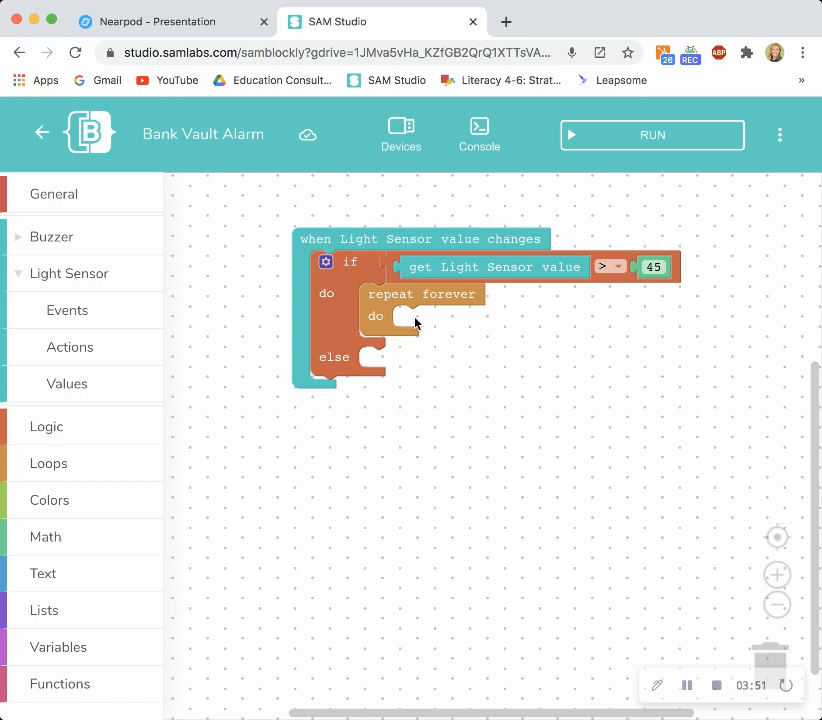 Nearpod - Presentation
SAM Studio
studio.samlabs.com/samblockly?gdrive=1JMva5vHa_KZfGB2QrQ1XTTsVA...
26
REC
ABP
Apps
Gmail
YouTube
Education Consult...
SAM Studio
Literacy 4-6: Strat...
Leapsome
»
B
Bank Vault Alarm
Devices
Console
RUN
General
Buzzer
Light Sensor
Events
Actions
Values
Logic
Loops
Colors
Math
Text
Lists
Variables
Functions
when Light Sensor value changes
if get Light Sensor value > 45
do repeat forever
do
else
03:51